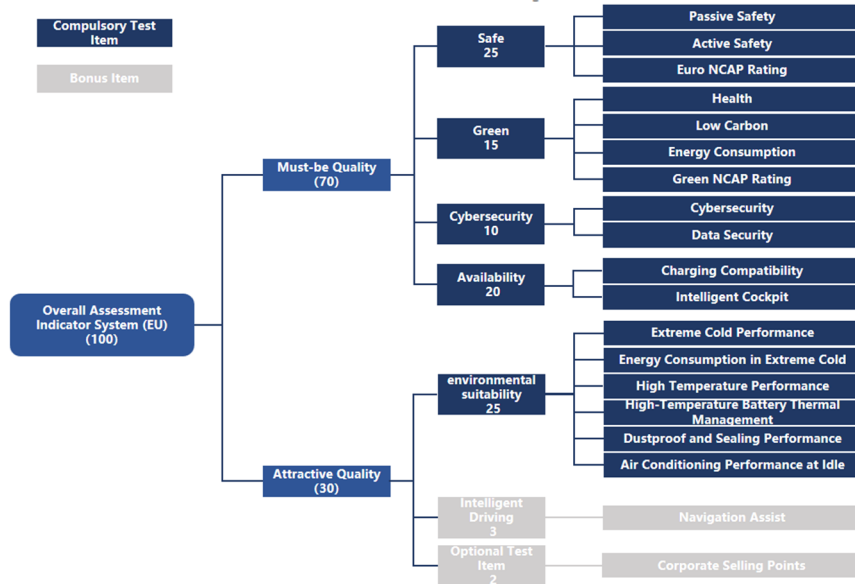 Compulsory Test
Item
Bonus Item
Overall Assessment
Indicator System (EU)
(100)
Must-be Quality
(70)
Safe
25
Passive Safety
Active Safety
Euro NCAP Rating
Green
15
Health
Low Carbon
Energy Consumption
Green NCAP Rating
Cybersecurity
10
Cybersecurity
Data Security
Availability
20
Charging Compatibility
Intelligent Cockpit
Attractive Quality
(30)
environmental
suitability
25
Extreme Cold Performance
Energy Consumption in Extreme Cold
High Temperature Performance
High-Temperature Battery Thermal
Management
Dustproof and Sealing Performance
Air Conditioning Performance at Idle
Intelligent
Driving
3
Navigation Assist
Optional Test
Item
2
Corporate Selling Points